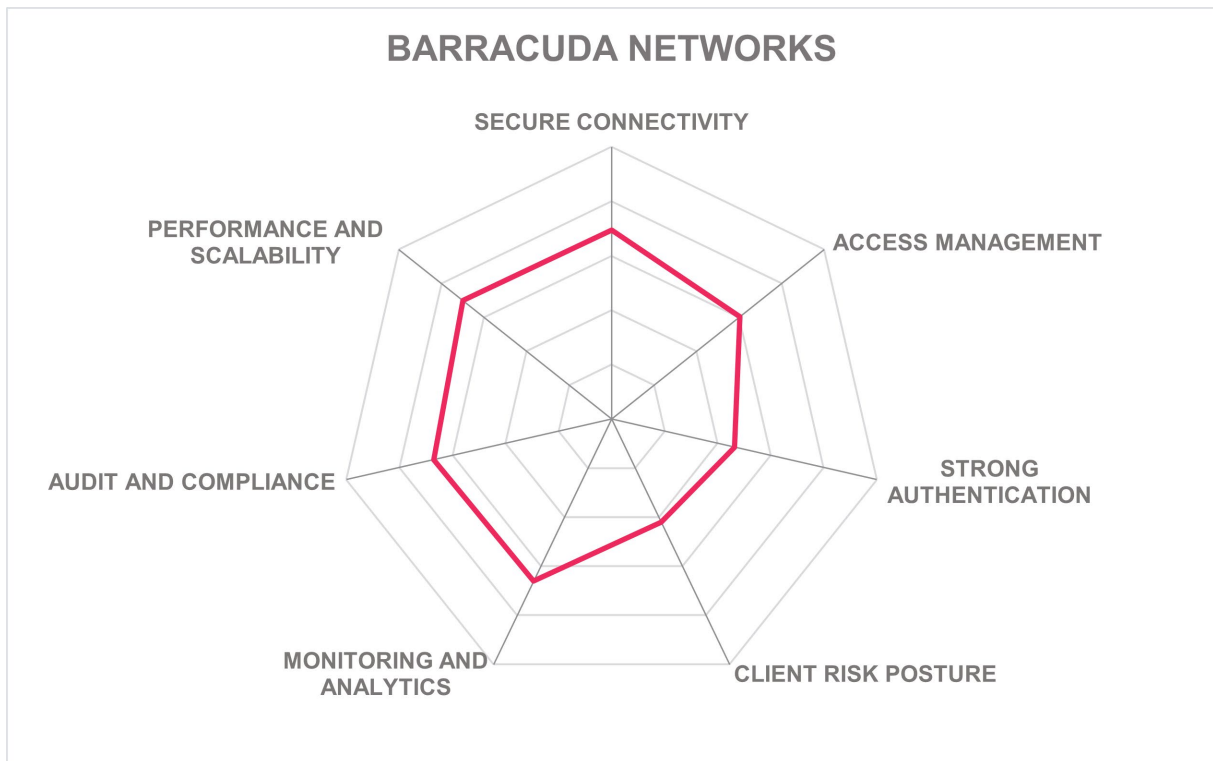 BARRACUDA NETWORKS
SECURE CONNECTIVITY
PERFORMANCE AND
SCALABILITY
ACCESS MANAGEMENT
AUDIT AND COMPLIANCE
STRONG
AUTHENTICATION
MONITORING AND
ANALYTICS
CLIENT RISK POSTURE